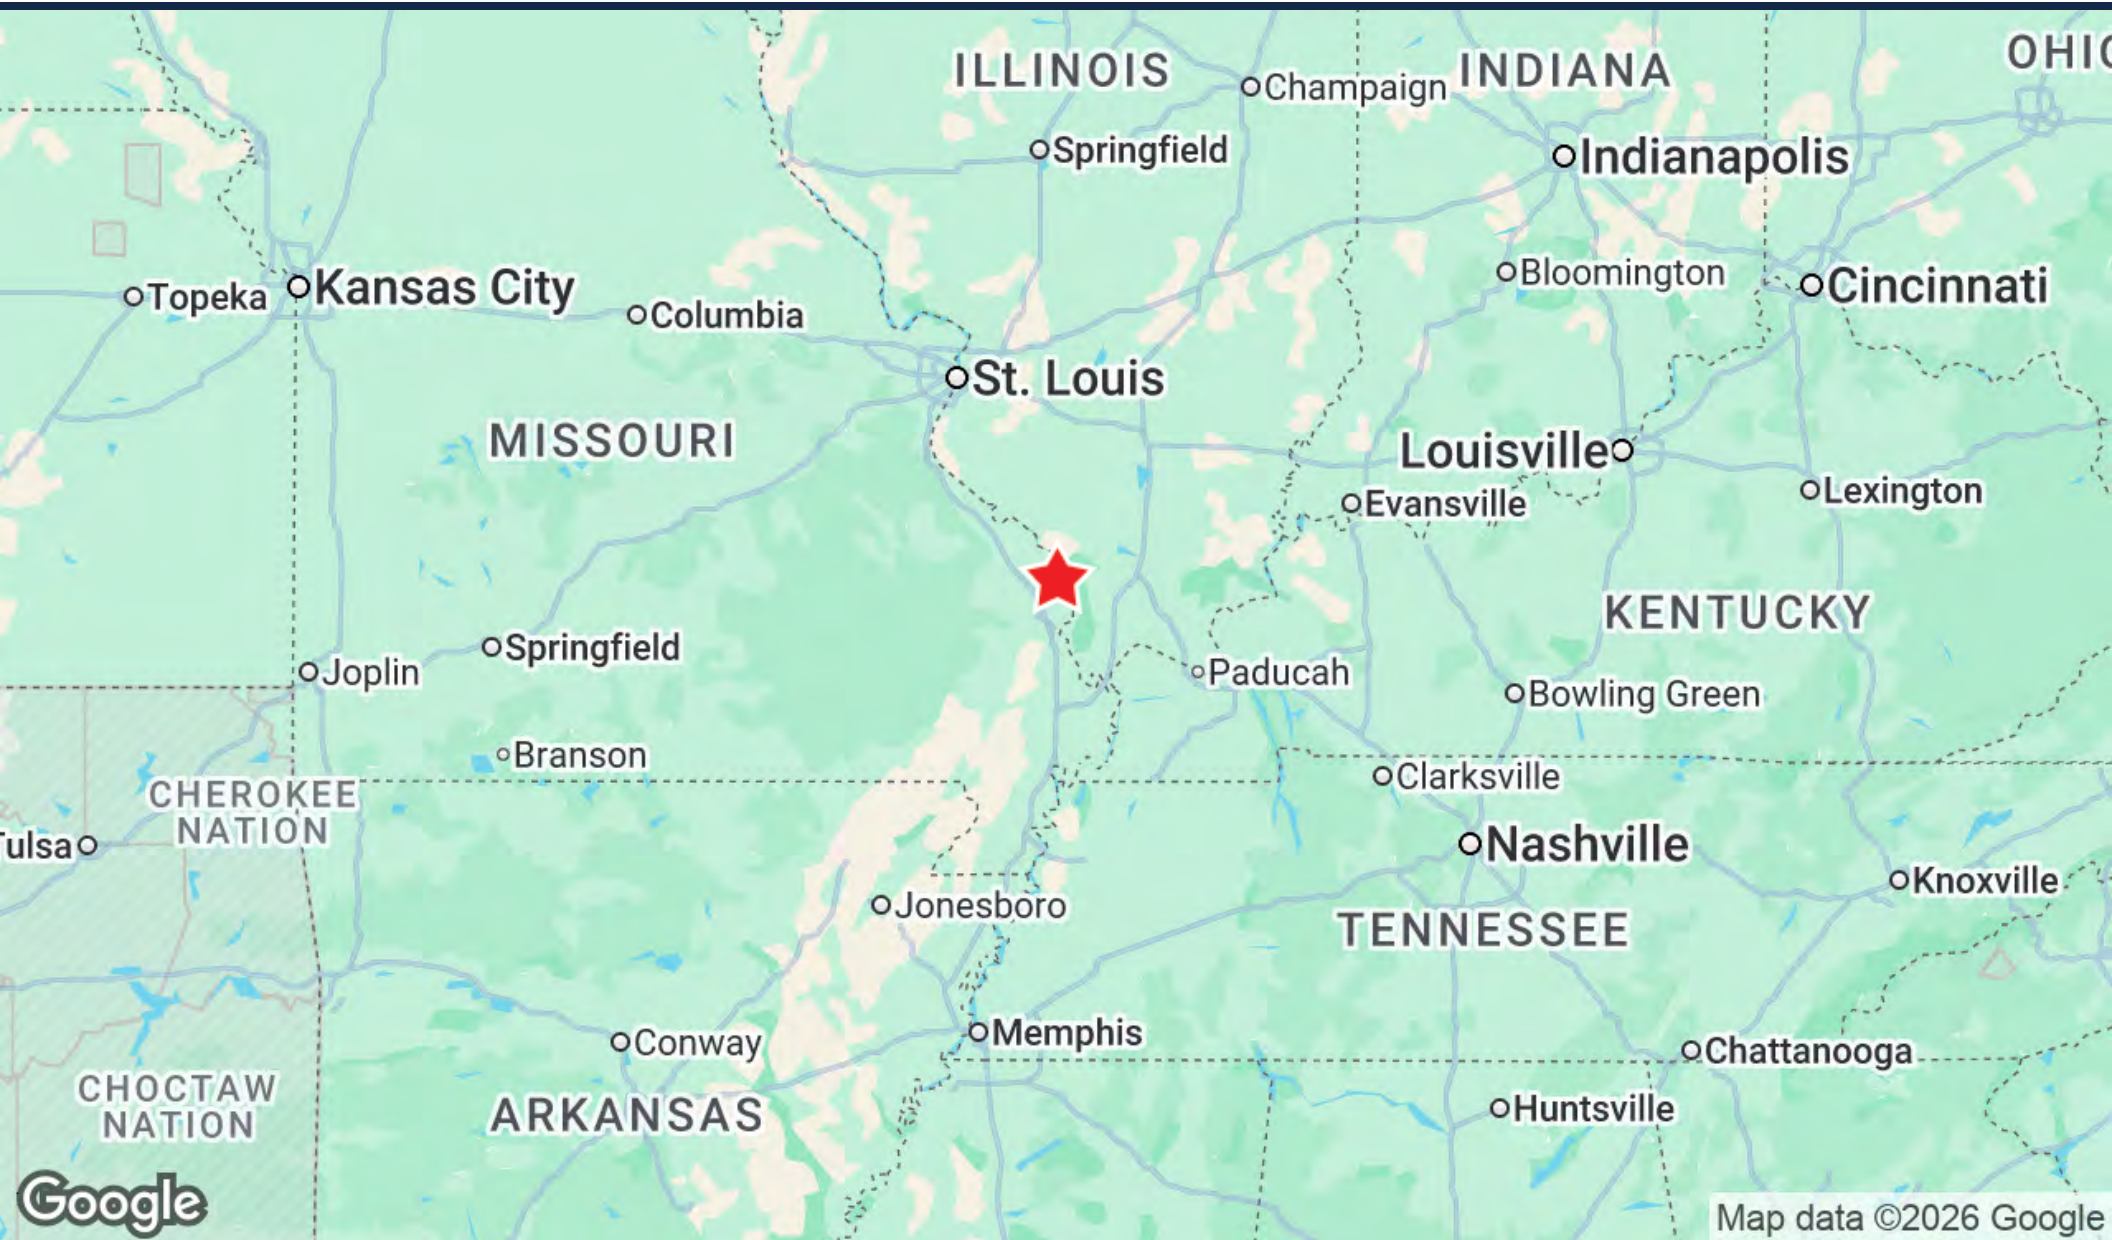 ILLINOIS
Champaign
INDIANA
OHIO
Springfield
Indianapolis
Bloomington
Topeka
Kansas City
Columbia
Cincinnati
St. Louis
MISSOURI
Louisville
Lexington
Evansville
KENTUCKY
Springfield
Joplin
Paducah
Bowling Green
Branson
Clarksville
CHEROKEE
NATION
Tulsa
Nashville
Knoxville
Jonesboro
TENNESSEE
Memphis
Conway
Chattanooga
CHOCTAW
NATION
ARKANSAS
Huntsville
Google
Map data ©2026 Google